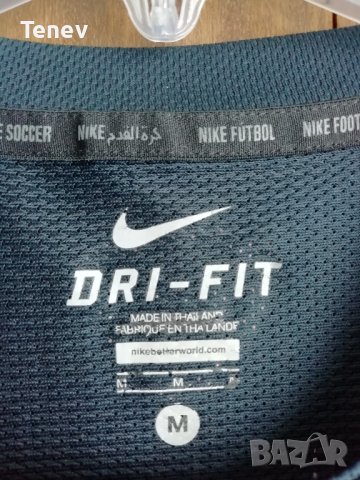 Tenev
E SOCCER NIKE كرة القدم NIKE FUTBOL NIKE FOOT
DRI-FIT
MADE IN THAILAND
FABRIQUE EN THAILANDE
nikebetterworld.com
M
M
BAZAR